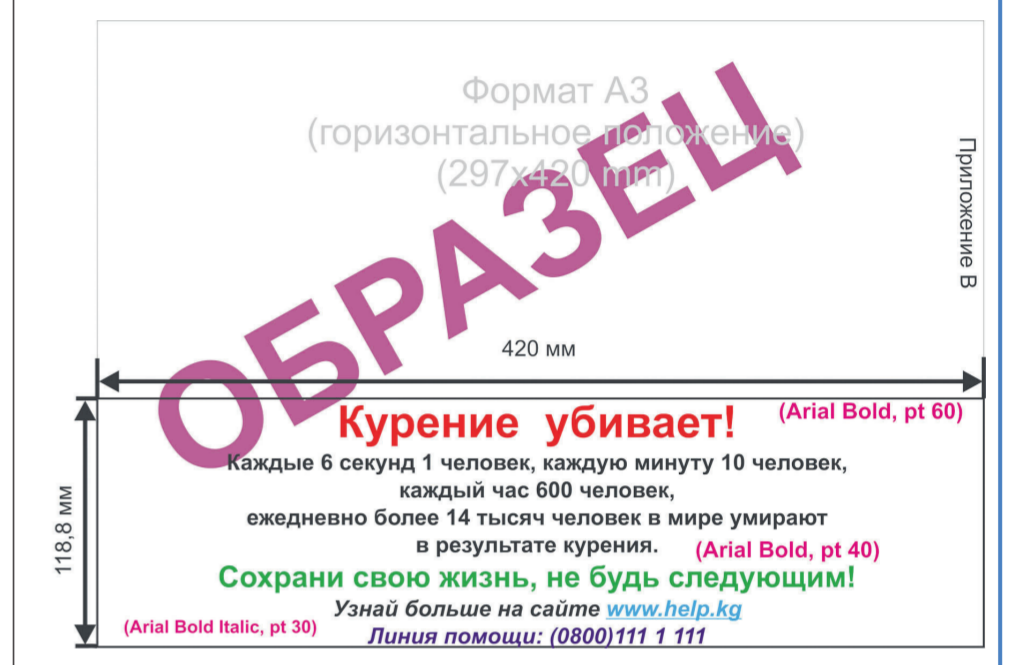 Формат А3
(горизонтальное положение)
(297х420 mm)
Приложение В
ОБРАЗЕЦ
420 мм
118,8 мм
Курение убивает!
(Arial Bold, pt 60)
Каждые 6 секунд 1 человек, каждую минуту 10 человек,
каждый час 600 человек,
ежедневно более 14 тысяч человек в мире умирают
в результате курения.
(Arial Bold, pt 40)
Сохрани свою жизнь, не будь следующим!
Узнай больше на сайте www.help.kg
(Arial Bold Italic, pt 30)
Линия помощи: (0800)111 1 111